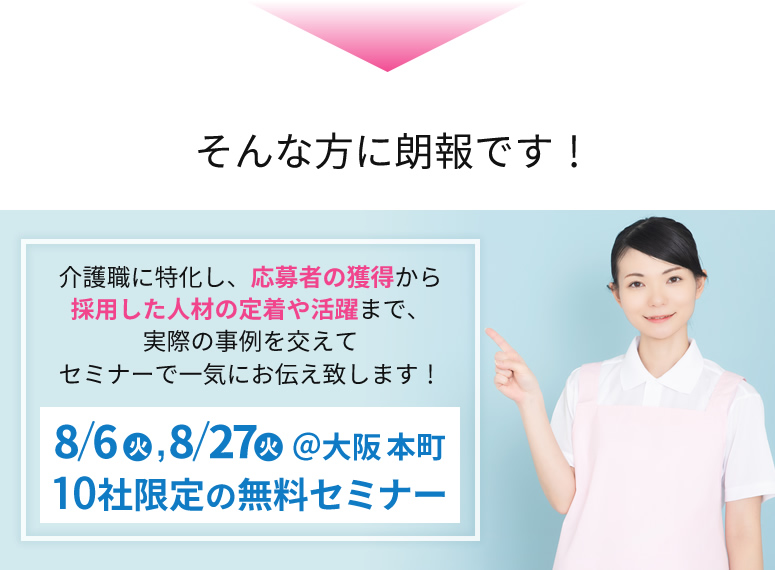 そんな方に朗報です！
介護職に特化し、応募者の獲得から
採用した人材の定着や活躍まで、
実際の事例を交えて
セミナーで一気にお伝え致します！
8/6火,8/27火 @大阪 本町
10社限定の無料セミナー